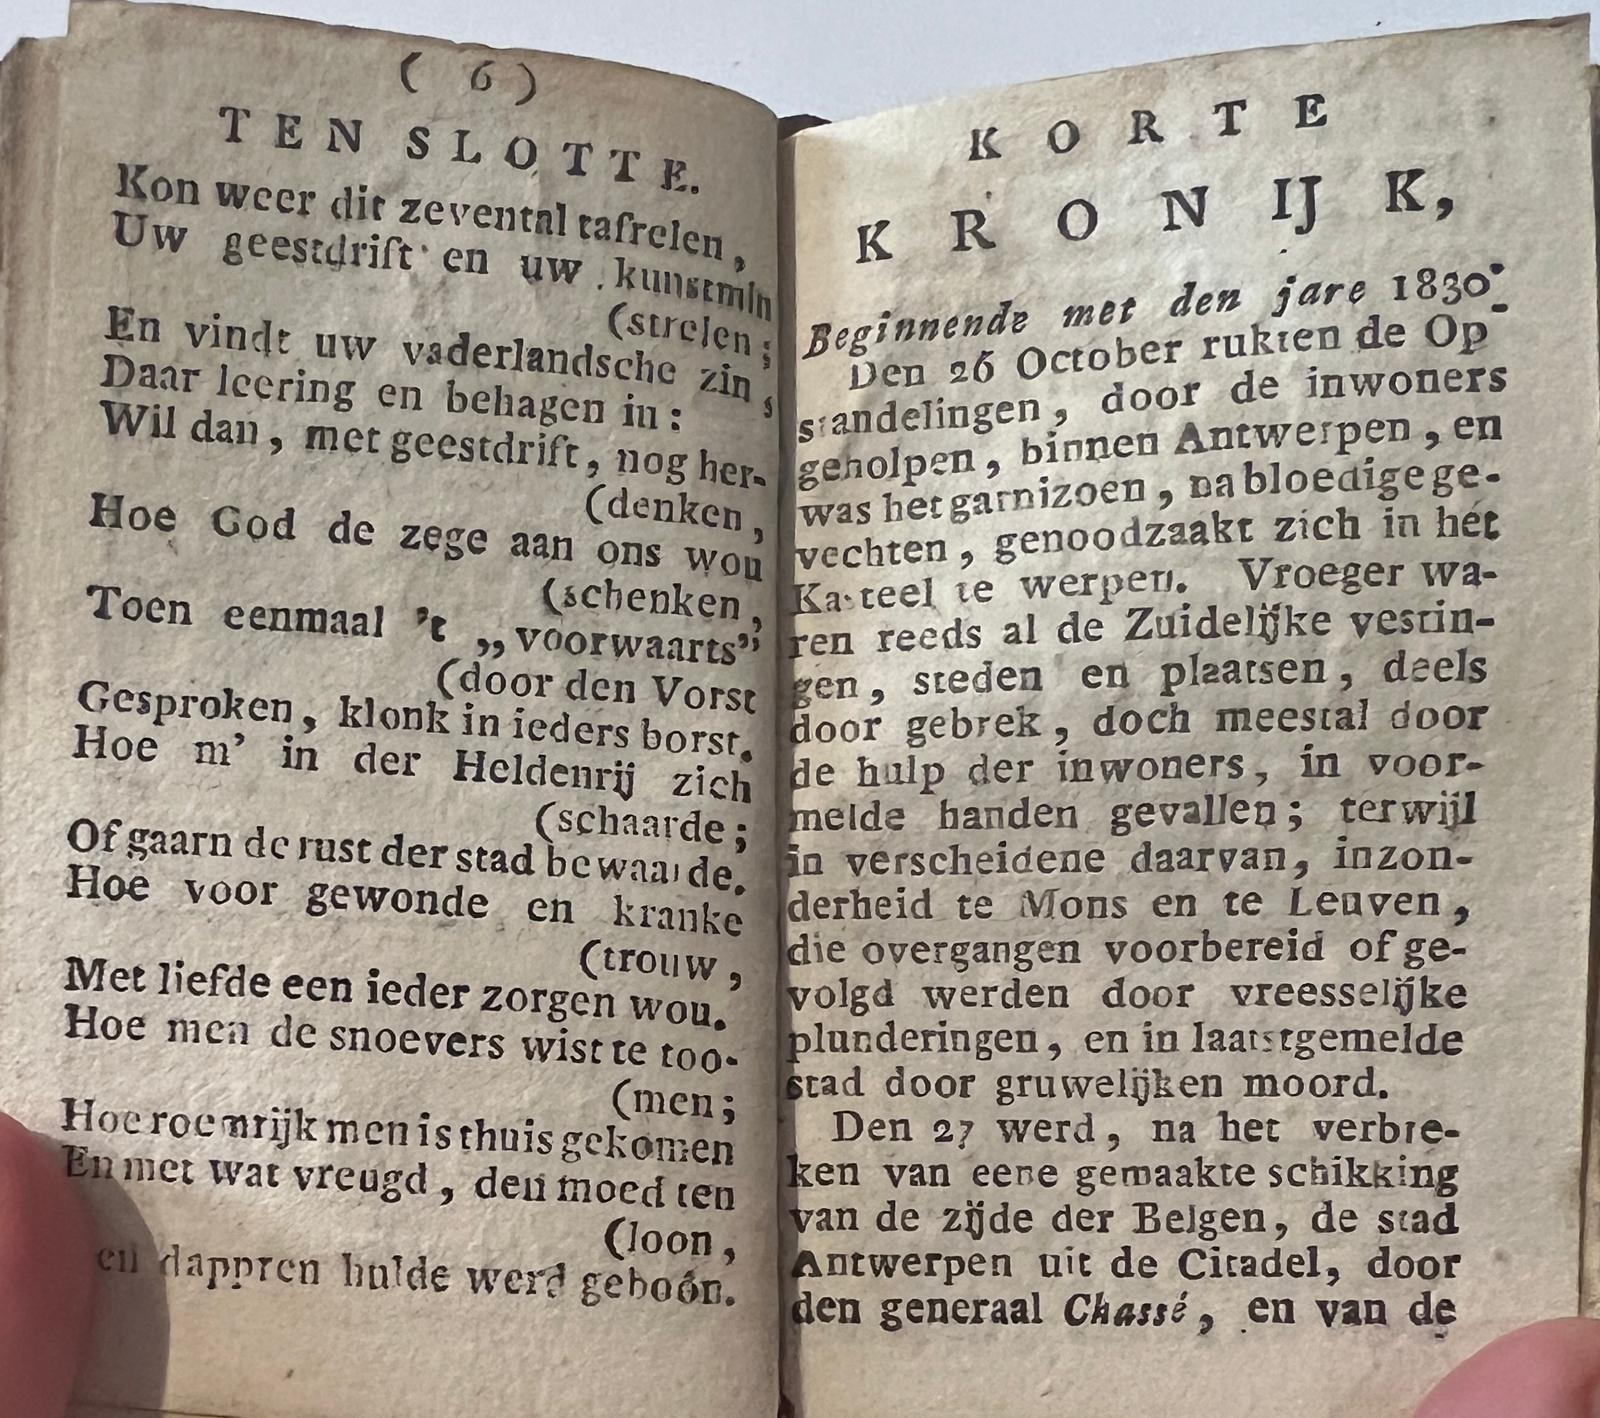 ( 6 )
TEN SLOTTE.
Kon weer dit zevental tafrelen,
Uw geestdrift en uw kunstmin
(strelen;
En vindt uw vaderlandsche zin,
Daar leering en behagen in:
Wil dan, met geestdrift, nog her-
(denken,
Hoe God de zege aan ons wou
(schenken,
Toen eenmaal 't „voorwaarts”
(door den Vorst
Gesproken, klonk in ieders borst.
Hoe m' in der Heldenrij zich
(schaarde;
Of gaarn de rust der stad bewaarde.
Hoe voor gewonde en kranke
(trouw,
Met liefde een ieder zorgen wou.
Hoe men de snoevers wist te too-
(men;
Hoe roemrijk men is thuis gekomen
En met wat vreugd, den moed ten
(loon,
en dappren hulde werd geboôn.
KORTE
KRONIJK,
Beginnende met den jare 1830.
Den 26 October rukten de Op-
standelingen, door de inwoners
geholpen, binnen Antwerpen, en
was het garnizoen, na bloedige ge-
vechten, genoodzaakt zich in het
Kasteel te werpen. Vroeger wa-
ren reeds al de Zuidelijke vestin-
gen, steden en plaatsen, deels
door gebrek, doch meestal door
de hulp der inwoners, in voor-
melde handen gevallen; terwijl
in verscheidene daarvan, inzon-
derheid te Mons en te Leuven,
die overgangen voorbereid of ge-
volgd werden door vreesselijke
plunderingen, en in laatstgemelde
stad door gruwelijken moord.
Den 27 werd, na het verbre-
ken van eene gemaakte schikking
van de zijde der Belgen, de stad
Antwerpen uit de Citadel, door
den generaal Chassé, en van de